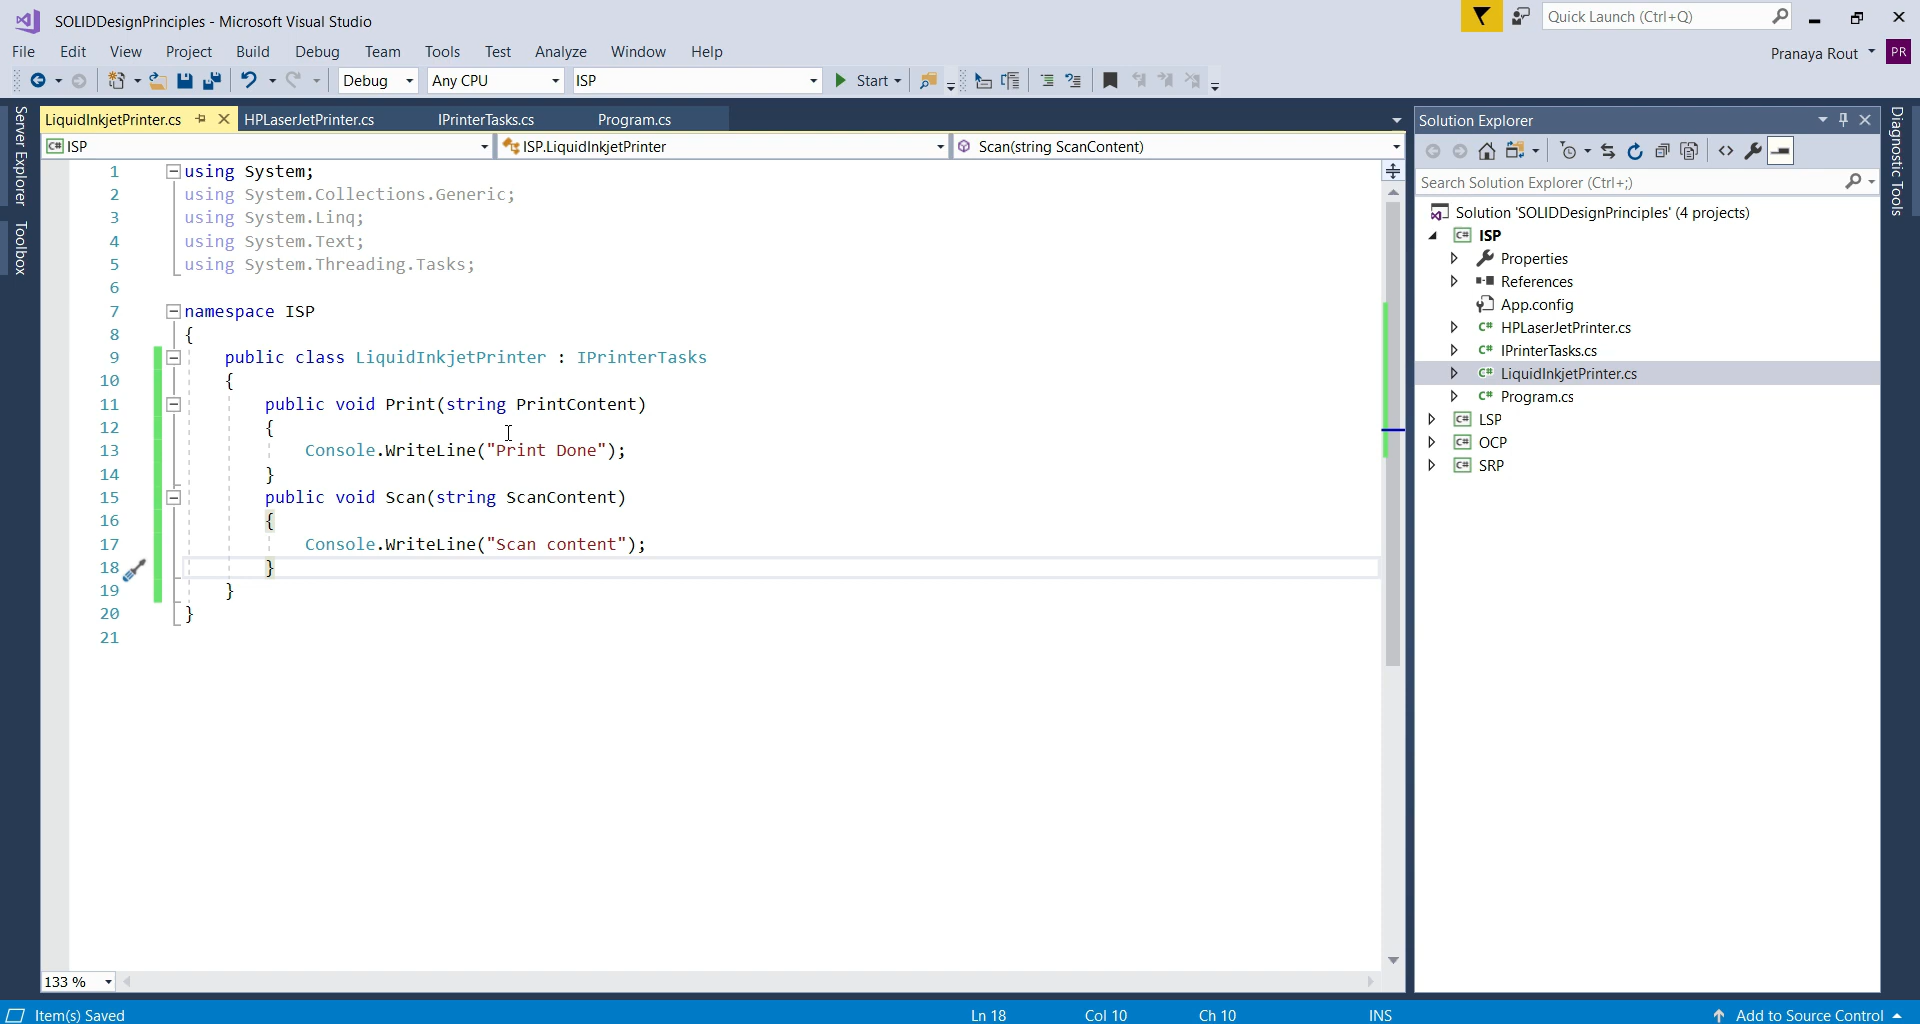 SOLIDDesignPrinciples - Microsoft Visual Studio
Quick Launch (Ctrl+Q)
File Edit View Project Build Debug Team Tools Test Analyze Window Help
Pranaya Rout PR
Debug Any CPU ISP Start
LiquidInkjetPrinter.cs HPLaserJetPrinter.cs IPrinterTasks.cs Program.cs
C# ISP ISP.LiquidInkjetPrinter Scan(string ScanContent)
Server Explorer
Toolbox
1 using System;
2 using System.Collections.Generic;
3 using System.Linq;
4 using System.Text;
5 using System.Threading.Tasks;
6
7 namespace ISP
8 {
9 public class LiquidInkjetPrinter : IPrinterTasks
10 {
11 public void Print(string PrintContent)
12 {
13 Console.WriteLine("Print Done");
14 }
15 public void Scan(string ScanContent)
16 {
17 Console.WriteLine("Scan content");
18 }
19 }
20 }
21
133 %
Solution Explorer
Search Solution Explorer (Ctrl+;)
Solution 'SOLIDDesignPrinciples' (4 projects)
C# ISP
Properties
References
App.config
C# HPLaserJetPrinter.cs
C# IPrinterTasks.cs
C# LiquidInkjetPrinter.cs
C# Program.cs
C# LSP
C# OCP
C# SRP
Diagnostic Tools
Item(s) Saved Ln 18 Col 10 Ch 10 INS Add to Source Control